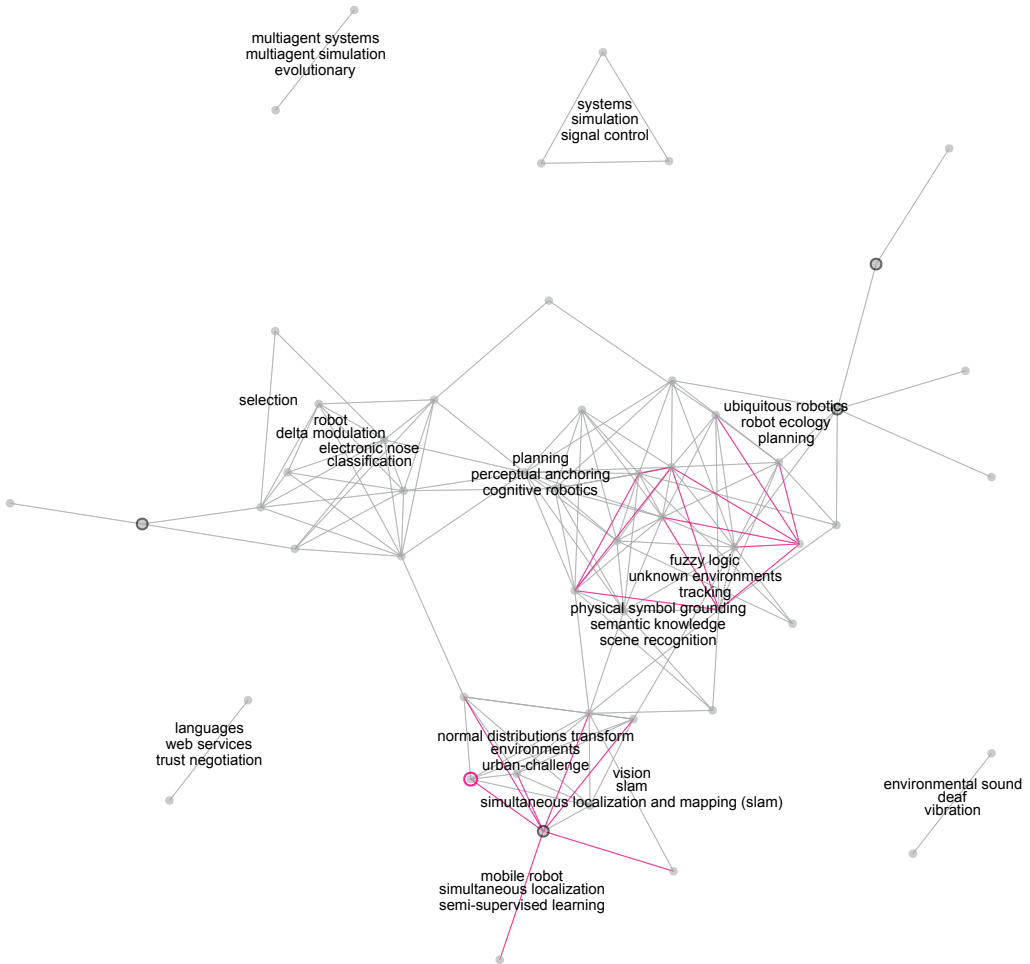 multiagent systems
multiagent simulation
evolutionary
systems
simulation
signal control
selection
robot
delta modulation
electronic nose
classification
ubiquitous robotics
robot ecology
planning
planning
perceptual anchoring
cognitive robotics
fuzzy logic
unknown environments
tracking
physical symbol grounding
semantic knowledge
scene recognition
languages
web services
trust negotiation
normal distributions transform
environments
urban-challenge
vision
slam
simultaneous localization and mapping (slam)
environmental sound
deaf
vibration
mobile robot
simultaneous localization
semi-supervised learning